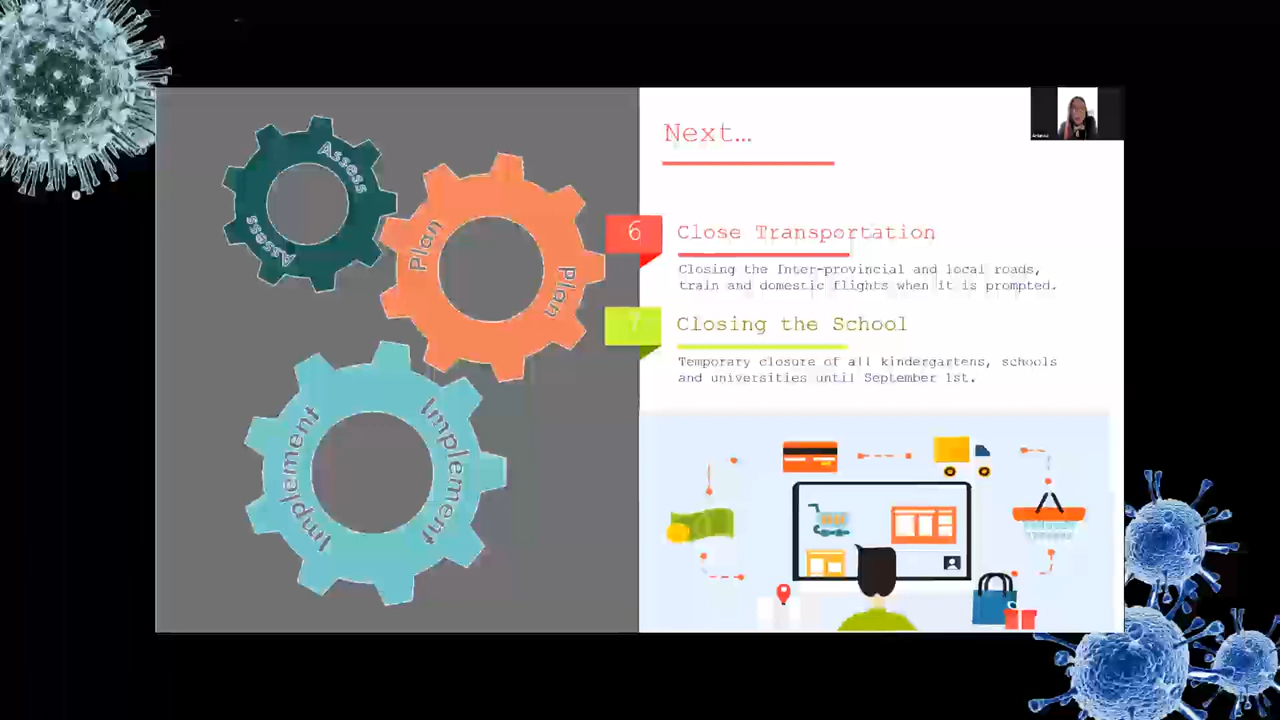 Assess
Assess
Plan
Plan
Implement
Implement
Next…
6
Close Transportation
Closing the Inter-provincial and local roads,
train and domestic flights when it is prompted.
7
Closing the School
Temporary closure of all kindergartens, schools
and universities until September 1st.